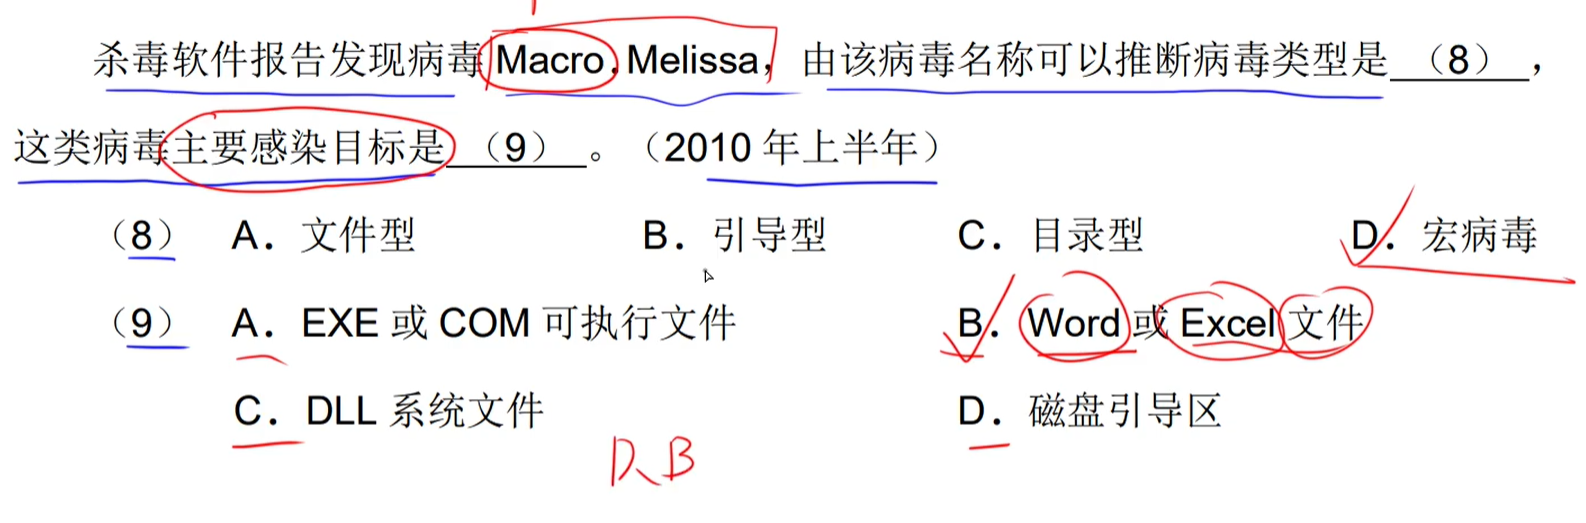 杀毒软件报告发现病毒 Macro.Melissa，由该病毒名称可以推断病毒类型是（8），
这类病毒主要感染目标是（9）。（2010 年上半年）
（8） A．文件型 B．引导型 C．目录型 D．宏病毒
（9） A．EXE 或 COM 可执行文件 B．Word 或 Excel 文件
C．DLL 系统文件 D．磁盘引导区
D、B